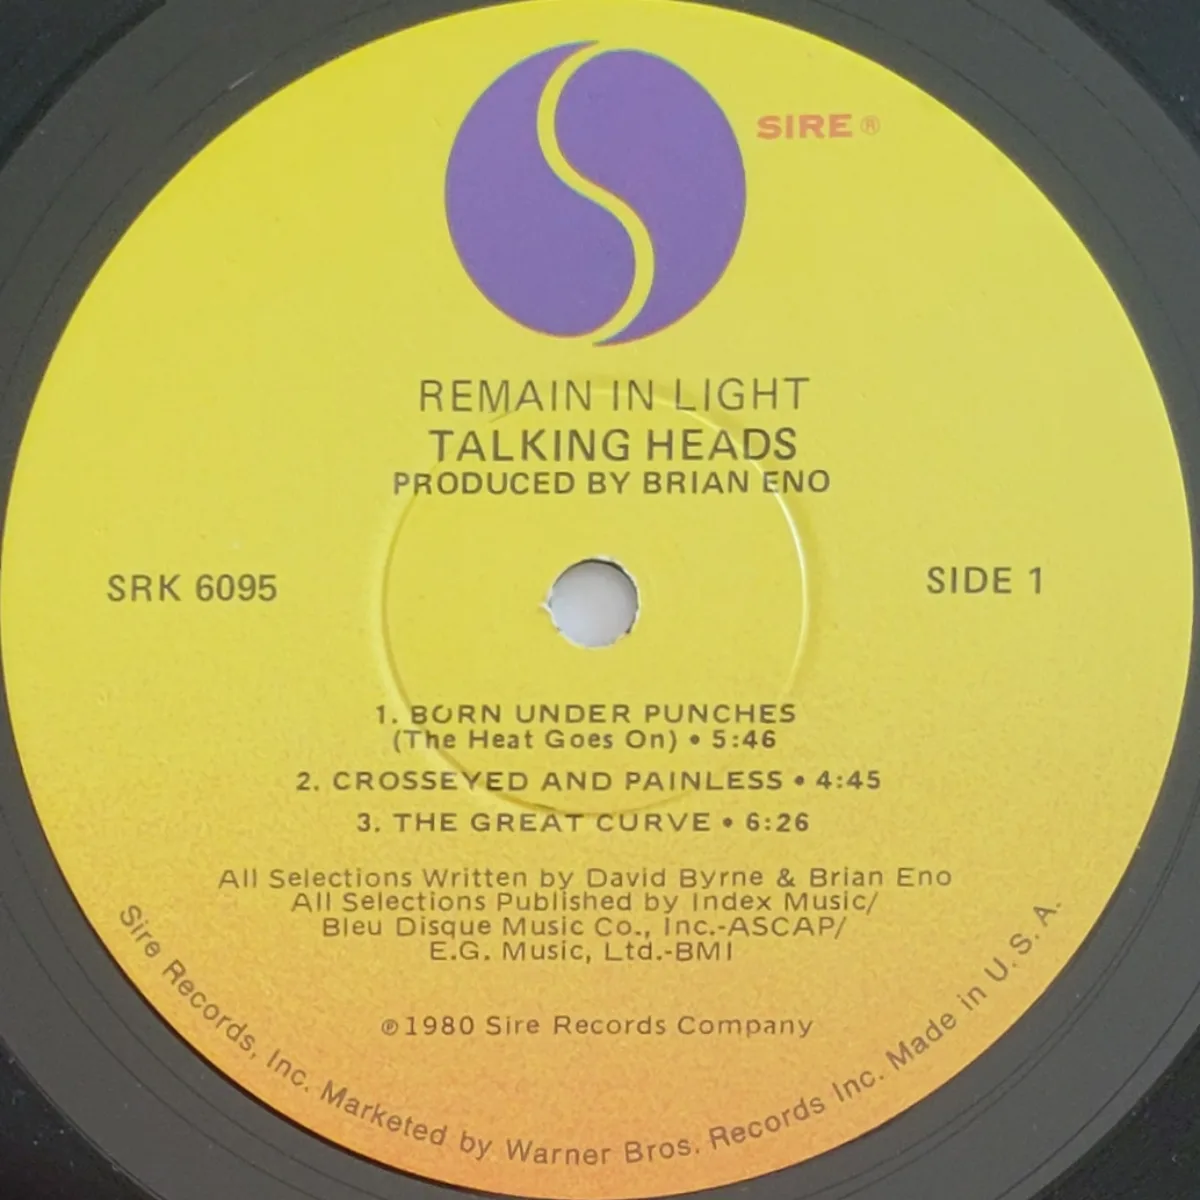 SIRE ®
REMAIN IN LIGHT
TALKING HEADS
PRODUCED BY BRIAN ENO
SRK 6095
SIDE 1
1. BORN UNDER PUNCHES
(The Heat Goes On) • 5:46
2. CROSSEYED AND PAINLESS • 4:45
3. THE GREAT CURVE • 6:26
All Selections Written by David Byrne & Brian Eno
All Selections Published by Index Music/
Bleu Disque Music Co., Inc.-ASCAP/
E.G. Music, Ltd.-BMI
℗1980 Sire Records Company
Sire Records, Inc. Marketed by Warner Bros. Records Inc. Made in U. S. A.